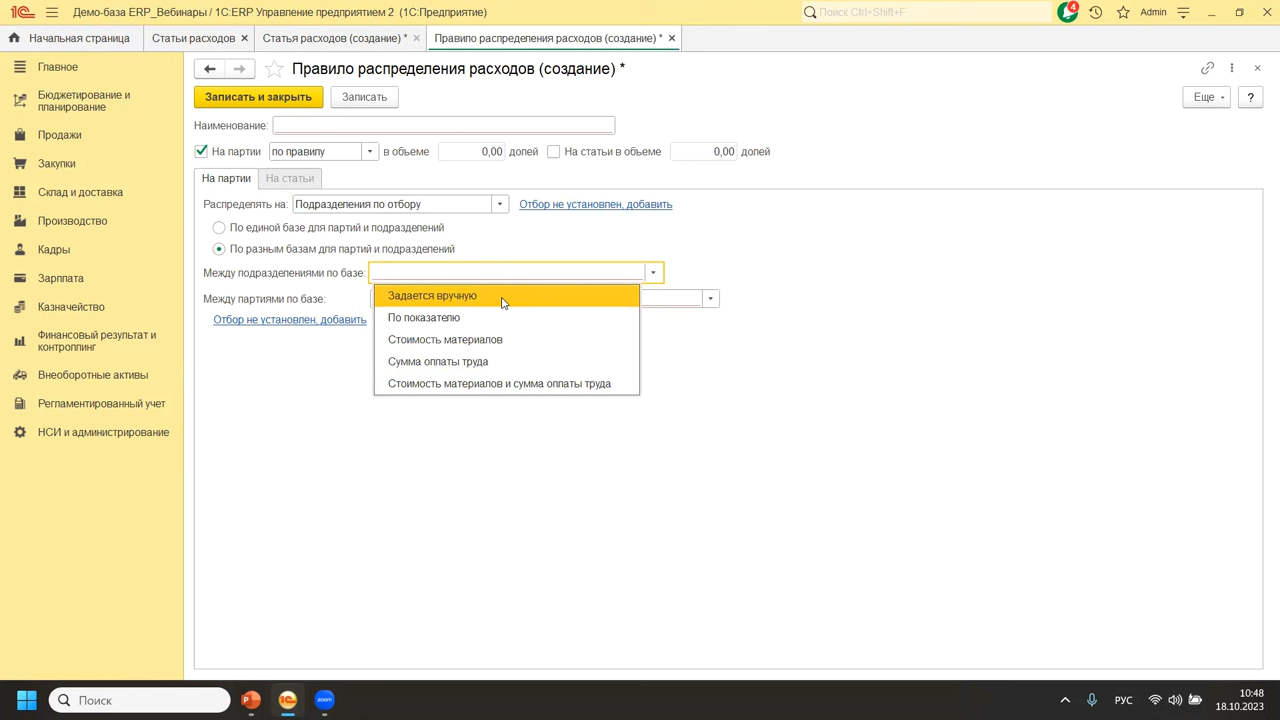 Демо-база ERP_Вебинары / 1С:ERP Управление предприятием 2 (1С:Предприятие)
Поиск Ctrl+Shift+F
4
Admin
Начальная страница
Статьи расходов ×
Статья расходов (создание) * ×
Правило распределения расходов (создание) * ×
Главное
Бюджетирование и
планирование
Продажи
Закупки
Склад и доставка
Производство
Кадры
Зарплата
Казначейство
Финансовый результат и
контроллинг
Внеоборотные активы
Регламентированный учет
НСИ и администрирование
Правило распределения расходов (создание) *
Записать и закрыть
Записать
Еще
?
Наименование:
На партии по правилу в объеме 0,00 долей На статьи в объеме 0,00 долей
На партии На статьи
Распределять на: Подразделения по отбору Отбор не установлен, добавить
По единой базе для партий и подразделений
По разным базам для партий и подразделений
Между подразделениями по базе:
Между партиями по базе:
Отбор не установлен, добавить
Задается вручную
По показателю
Стоимость материалов
Сумма оплаты труда
Стоимость материалов и сумма оплаты труда
Поиск
P
zoom
РУС
10:48
18.10.2023